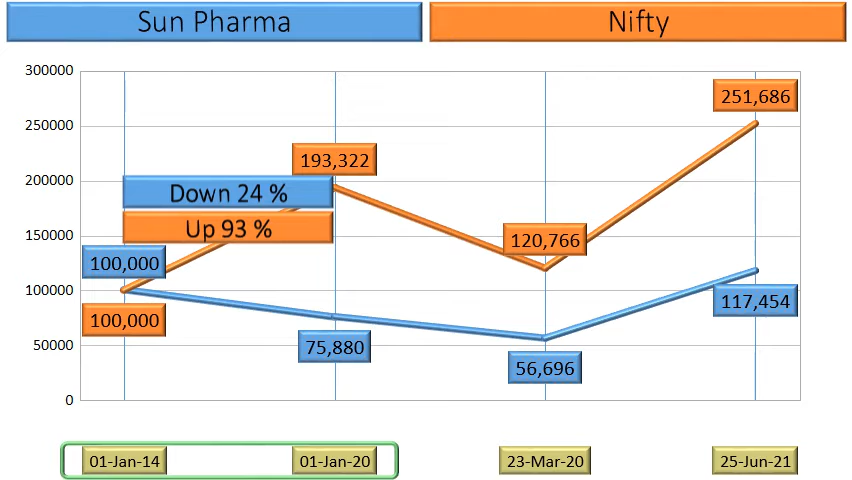 Sun Pharma
Nifty
300000
250000
200000
150000
100000
50000
0
251,686
193,322
Down 24 %
Up 93 %
120,766
100,000
100,000
117,454
75,880
56,696
01-Jan-14
01-Jan-20
23-Mar-20
25-Jun-21